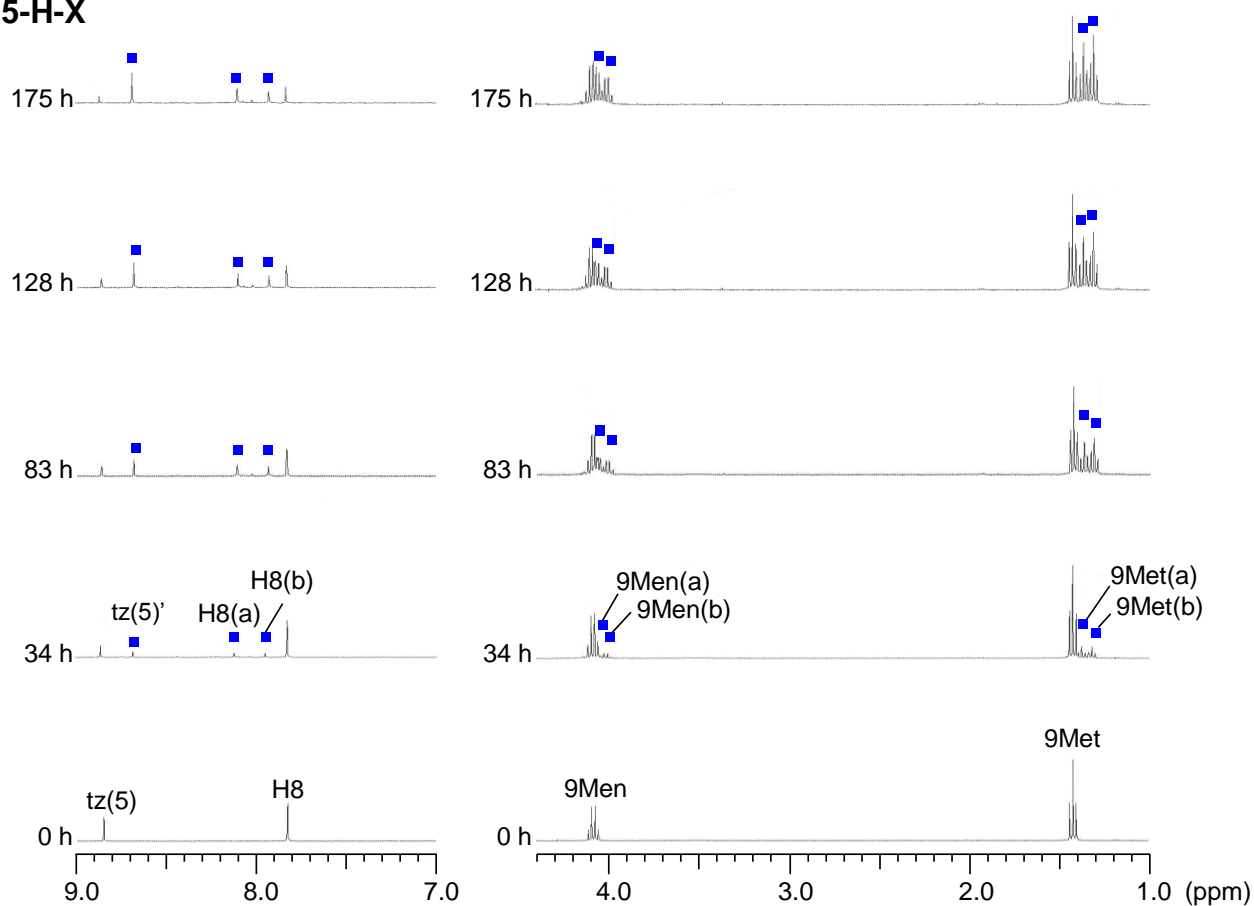 5-H-X
175 h
175 h
128 h
128 h
83 h
83 h
tz(5)’
H8(a)
H8(b)
9Men(a)
9Men(b)
9Met(a)
9Met(b)
34 h
34 h
tz(5)
H8
9Men
9Met
0 h
0 h
9.0 8.0 7.0 4.0 3.0 2.0 1.0 (ppm)